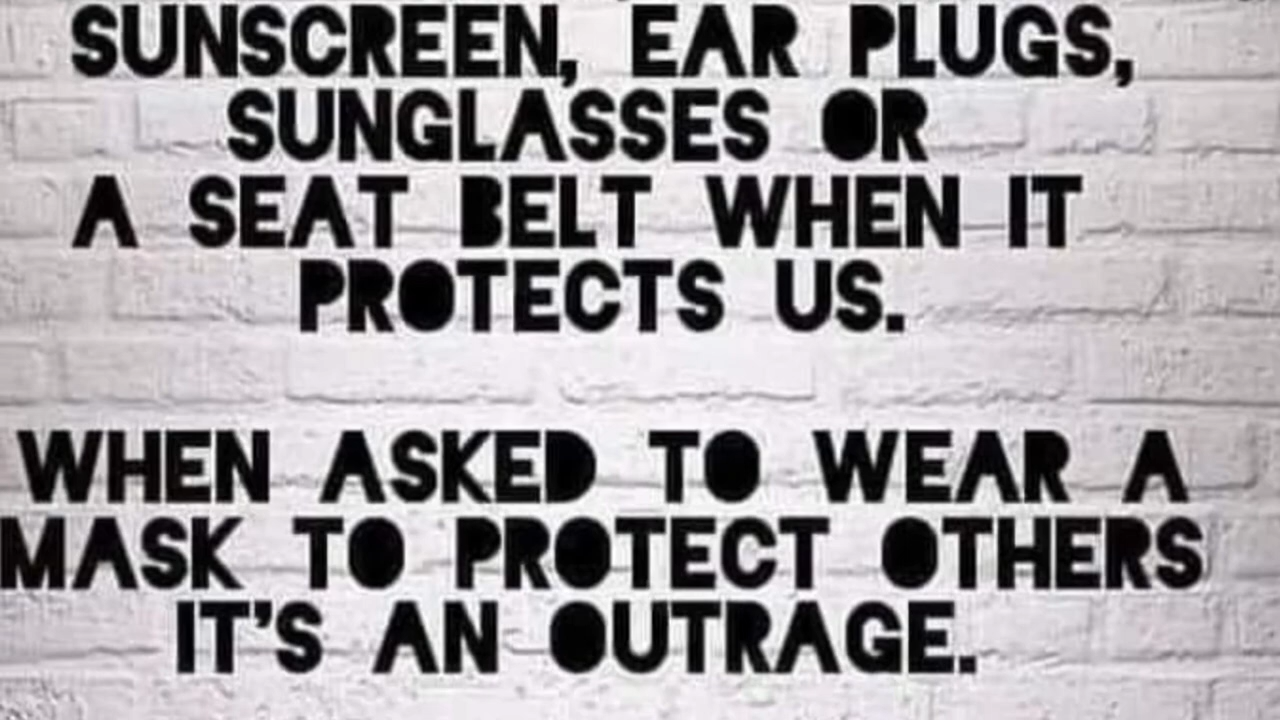 SUNSCREEN, EAR PLUGS,
SUNGLASSES OR
A SEAT BELT WHEN IT
PROTECTS US.
WHEN ASKED TO WEAR A
MASK TO PROTECT OTHERS
IT'S AN OUTRAGE.